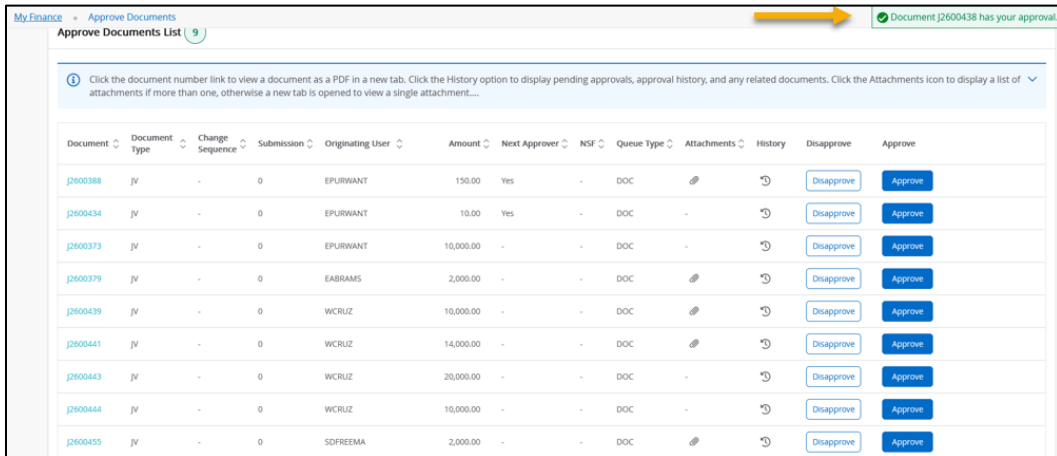 My Finance • Approve Documents
Document J2600438 has your approval.
Approve Documents List 9
Click the document number link to view a document as a PDF in a new tab. Click the History option to display pending approvals, approval history, and any related documents. Click the Attachments icon to display a list of
attachments if more than one, otherwise a new tab is opened to view a single attachment....
Document Document Type Change Sequence Submission Originating User Amount Next Approver NSF Queue Type Attachments History Disapprove Approve
J2600388 JV - 0 EPURWANT 150.00 Yes - DOC Disapprove Approve
J2600434 JV - 0 EPURWANT 10.00 Yes - DOC - Disapprove Approve
J2600373 JV - 0 EPURWANT 10,000.00 - - DOC - Disapprove Approve
J2600379 JV - 0 EABRAMS 2,000.00 - - DOC Disapprove Approve
J2600439 JV - 0 WCRUZ 10,000.00 - - DOC Disapprove Approve
J2600441 JV - 0 WCRUZ 14,000.00 - - DOC Disapprove Approve
J2600443 JV - 0 WCRUZ 20,000.00 - - DOC - Disapprove Approve
J2600444 JV - 0 WCRUZ 10,000.00 - - DOC - Disapprove Approve
J2600455 JV - 0 SDFREEMA 2,000.00 - - DOC Disapprove Approve